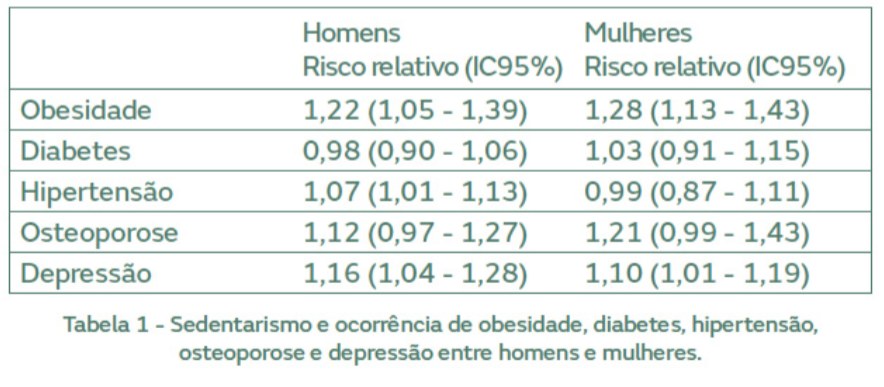 Homens Mulheres
Risco relativo (IC95%) Risco relativo (IC95%)
Obesidade 1,22 (1,05 - 1,39) 1,28 (1,13 - 1,43)
Diabetes 0,98 (0,90 - 1,06) 1,03 (0,91 - 1,15)
Hipertensão 1,07 (1,01 - 1,13) 0,99 (0,87 - 1,11)
Osteoporose 1,12 (0,97 - 1,27) 1,21 (0,99 - 1,43)
Depressão 1,16 (1,04 - 1,28) 1,10 (1,01 - 1,19)
Tabela 1 - Sedentarismo e ocorrência de obesidade, diabetes, hipertensão,
osteoporose e depressão entre homens e mulheres.